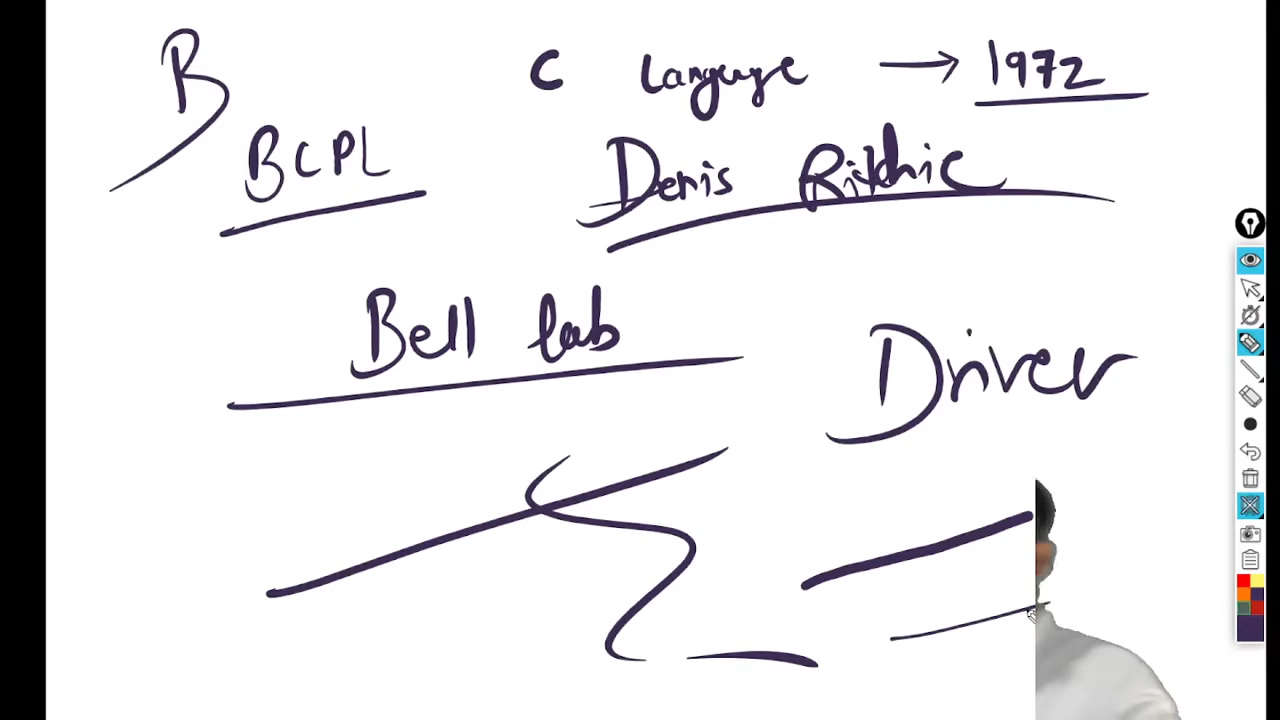 B
C Language → 1972
BCPL
Denis Ritchie
Bell lab
Driver